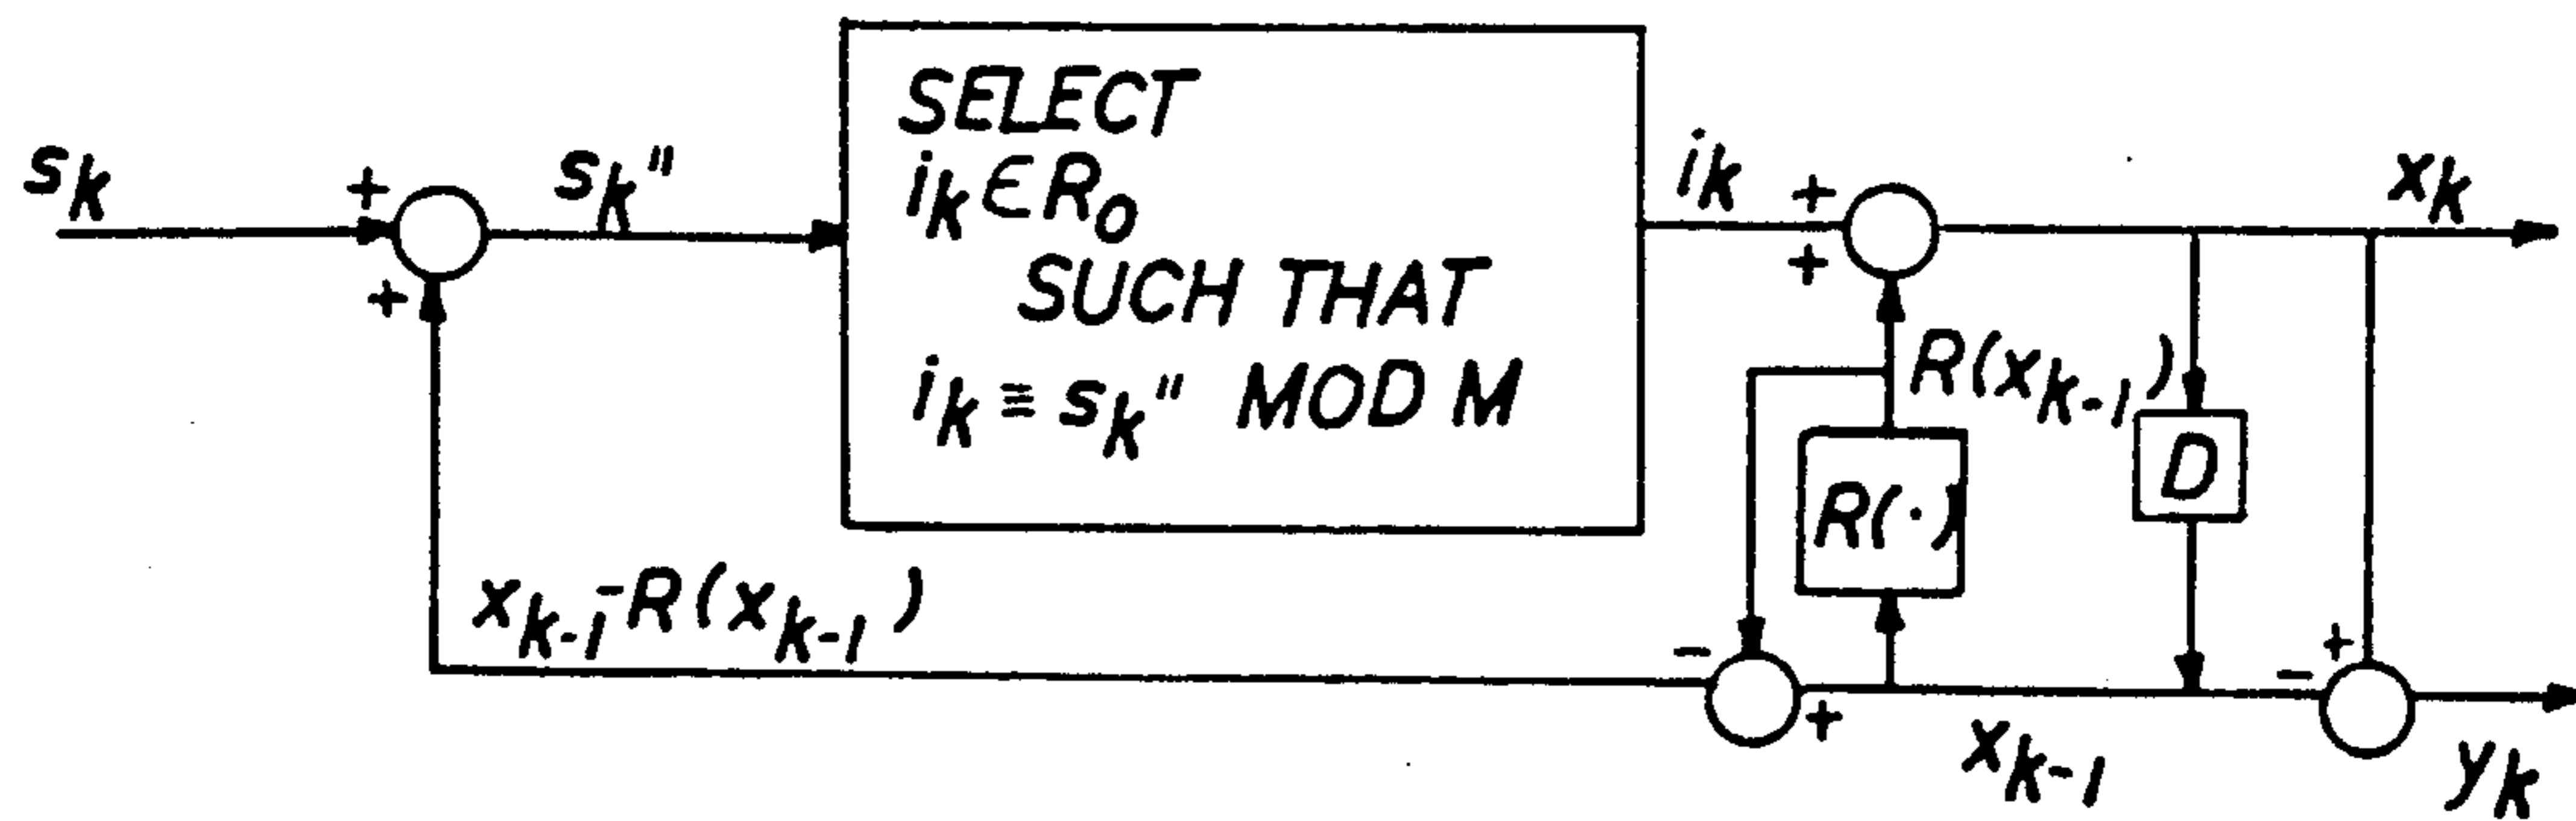 s_k
+
+
s_k"
SELECT
i_k ∈ R_0
SUCH THAT
i_k ≡ s_k" MOD M
i_k
+
+
x_k
R(x_{k-1})
D
R(·)
x_{k-1}-R(x_{k-1})
-
+
x_{k-1}
-
+
y_k